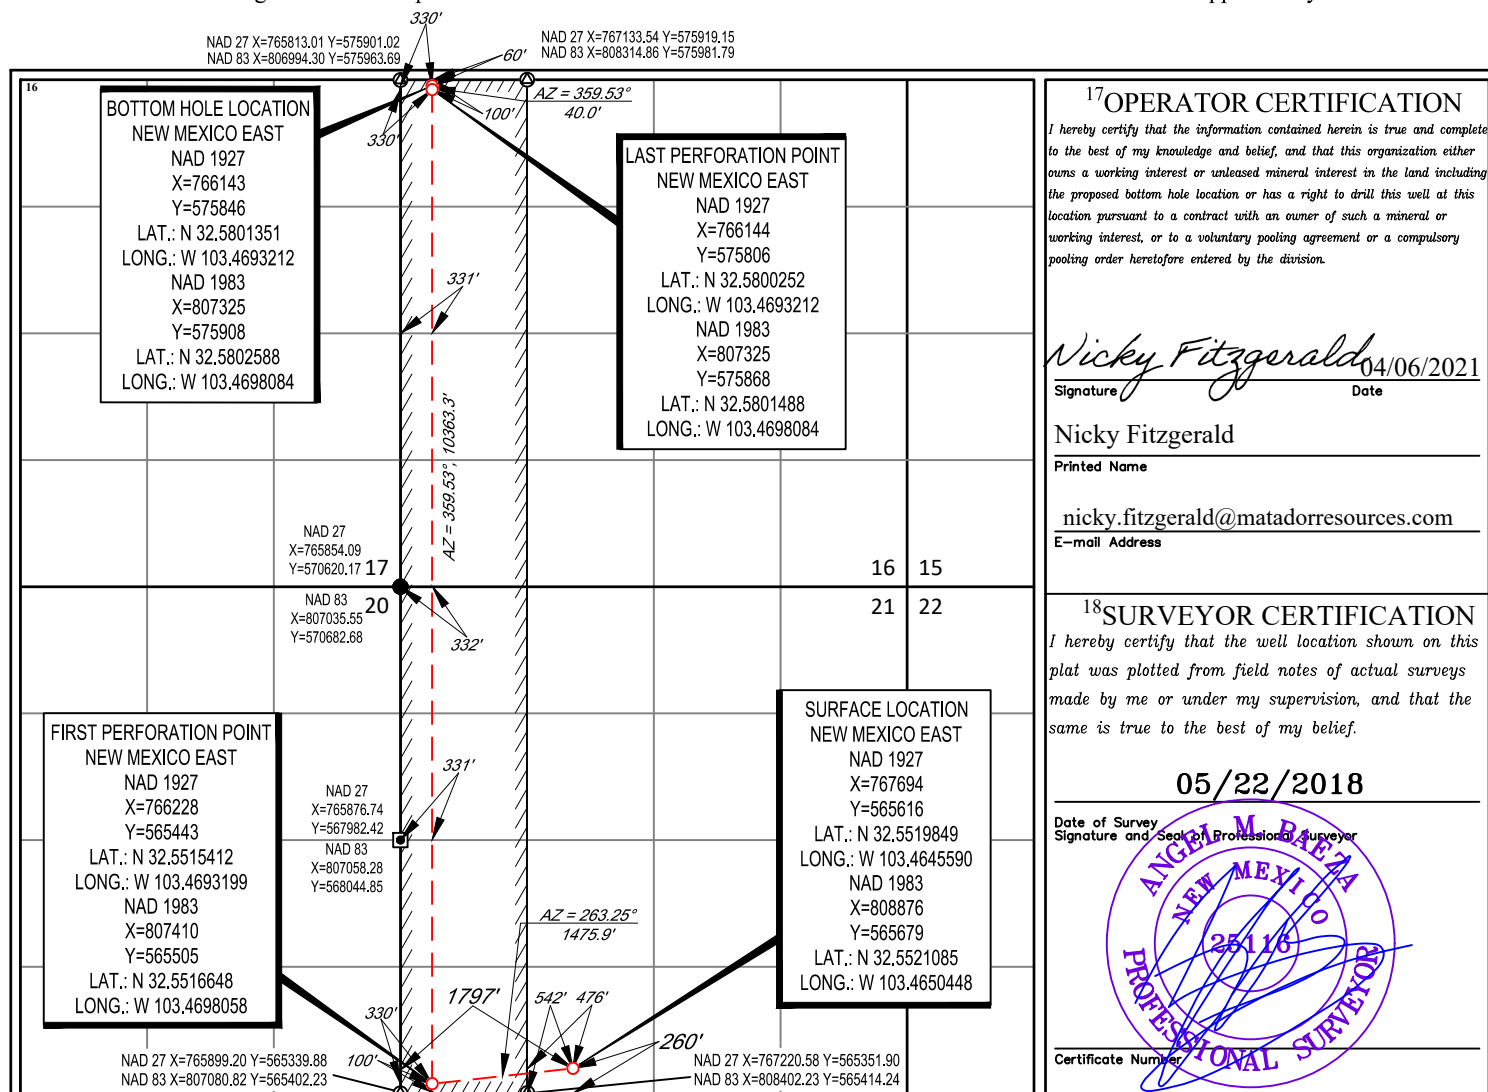 330'
NAD 27 X=765813.01 Y=575901.02
NAD 83 X=806994.30 Y=575963.69
NAD 27 X=767133.54 Y=575919.15
NAD 83 X=808314.86 Y=575981.79
60'
16
AZ = 359.53°
40.0'
100'
330'
BOTTOM HOLE LOCATION
NEW MEXICO EAST
NAD 1927
X=766143
Y=575846
LAT.: N 32.5801351
LONG.: W 103.4693212
NAD 1983
X=807325
Y=575908
LAT.: N 32.5802588
LONG.: W 103.4698084
LAST PERFORATION POINT
NEW MEXICO EAST
NAD 1927
X=766144
Y=575806
LAT.: N 32.5800252
LONG.: W 103.4693212
NAD 1983
X=807325
Y=575868
LAT.: N 32.5801488
LONG.: W 103.4698084
331'
AZ = 359.53°, 10363.3'
NAD 27
X=765854.09
Y=570620.17
17
16
15
NAD 83
X=807035.55
Y=570682.68
20
21
22
332'
FIRST PERFORATION POINT
NEW MEXICO EAST
NAD 1927
X=766228
Y=565443
LAT.: N 32.5515412
LONG.: W 103.4693199
NAD 1983
X=807410
Y=565505
LAT.: N 32.5516648
LONG.: W 103.4698058
331'
NAD 27
X=765876.74
Y=567982.42
NAD 83
X=807058.28
Y=568044.85
SURFACE LOCATION
NEW MEXICO EAST
NAD 1927
X=767694
Y=565616
LAT.: N 32.5519849
LONG.: W 103.4645590
NAD 1983
X=808876
Y=565679
LAT.: N 32.5521085
LONG.: W 103.4650448
AZ = 263.25°
1475.9'
330'
1797'
542'
476'
260'
100'
NAD 27 X=765899.20 Y=565339.88
NAD 83 X=807080.82 Y=565402.23
NAD 27 X=767220.58 Y=565351.90
NAD 83 X=808402.23 Y=565414.24
17OPERATOR CERTIFICATION
I hereby certify that the information contained herein is true and complete
to the best of my knowledge and belief, and that this organization either
owns a working interest or unleased mineral interest in the land including
the proposed bottom hole location or has a right to drill this well at this
location pursuant to a contract with an owner of such a mineral or
working interest, or to a voluntary pooling agreement or a compulsory
pooling order heretofore entered by the division.
Nicky Fitzgerald 04/06/2021
Signature Date
Nicky Fitzgerald
Printed Name
nicky.fitzgerald@matadorresources.com
E-mail Address
18SURVEYOR CERTIFICATION
I hereby certify that the well location shown on this
plat was plotted from field notes of actual surveys
made by me or under my supervision, and that the
same is true to the best of my belief.
05/22/2018
Date of Survey
Signature and Seal of Professional Surveyor
ANGEL M. BAEZA
NEW MEXICO
25116
PROFESSIONAL SURVEYOR
Certificate Number